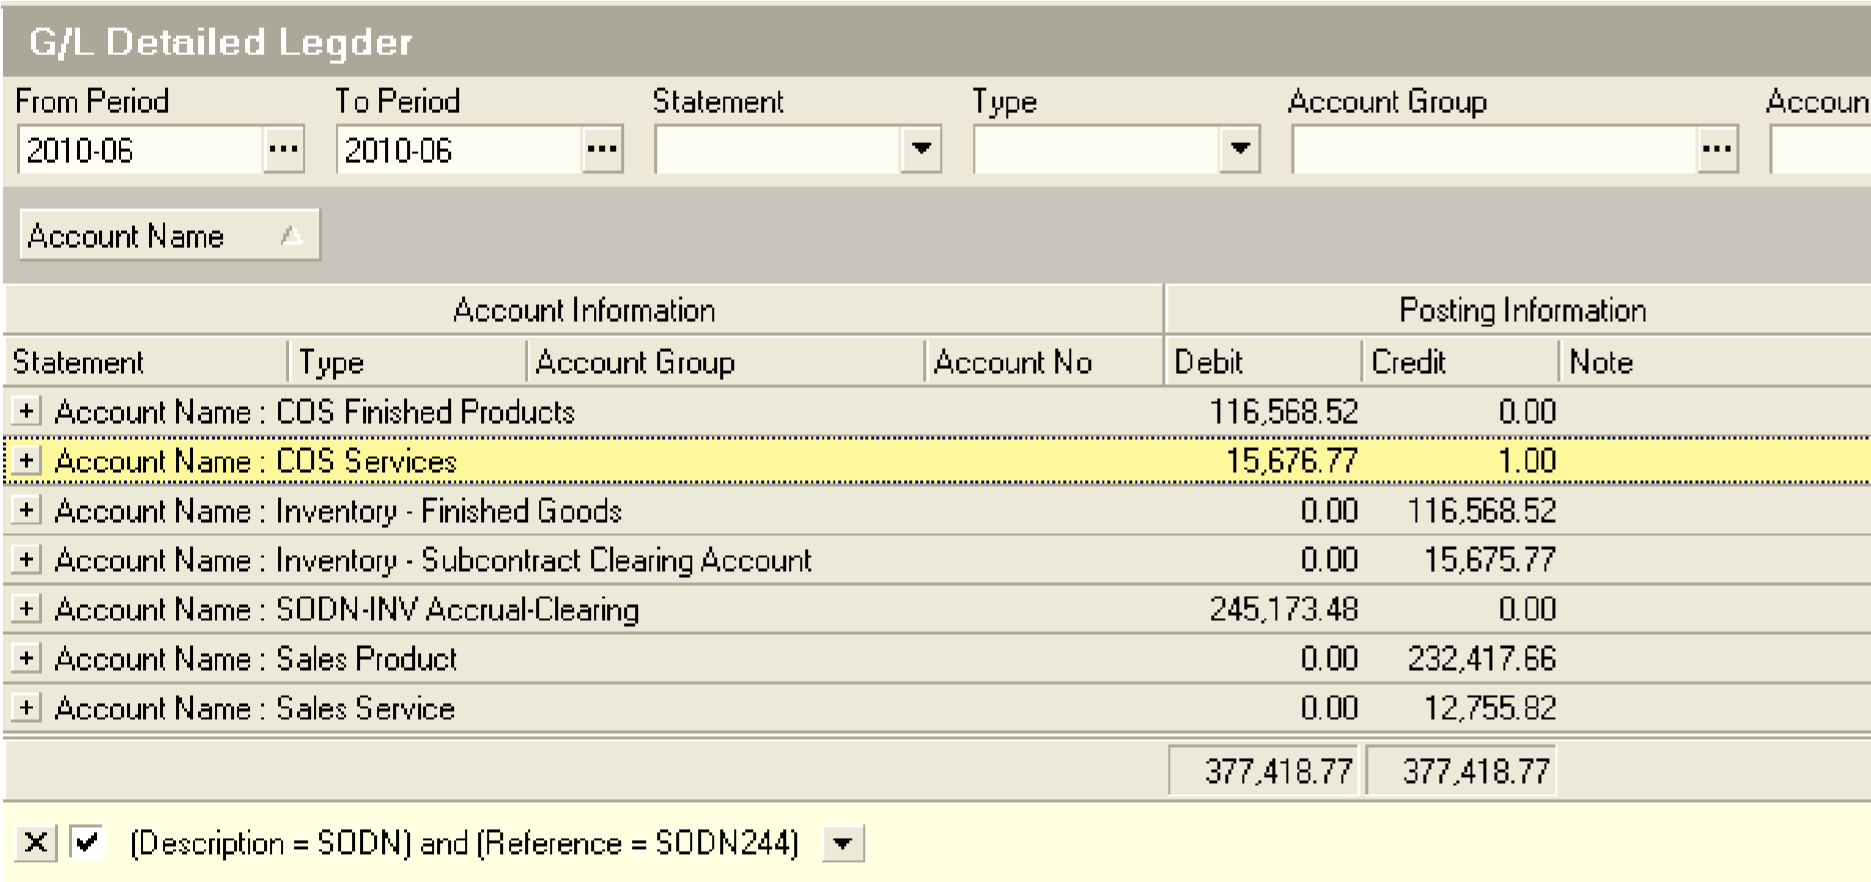 G/L Detailed Legder
From Period To Period Statement Type Account Group Accoun
2010-06 ... 2010-06 ... ...
Account Name
Account Information Posting Information
Statement Type Account Group Account No Debit Credit Note
+ Account Name : COS Finished Products 116,568.52 0.00
+ Account Name : COS Services 15,676.77 1.00
+ Account Name : Inventory - Finished Goods 0.00 116,568.52
+ Account Name : Inventory - Subcontract Clearing Account 0.00 15,675.77
+ Account Name : SODN-INV Accrual-Clearing 245,173.48 0.00
+ Account Name : Sales Product 0.00 232,417.66
+ Account Name : Sales Service 0.00 12,755.82
377,418.77 377,418.77
(Description = SODN) and (Reference = SODN244)